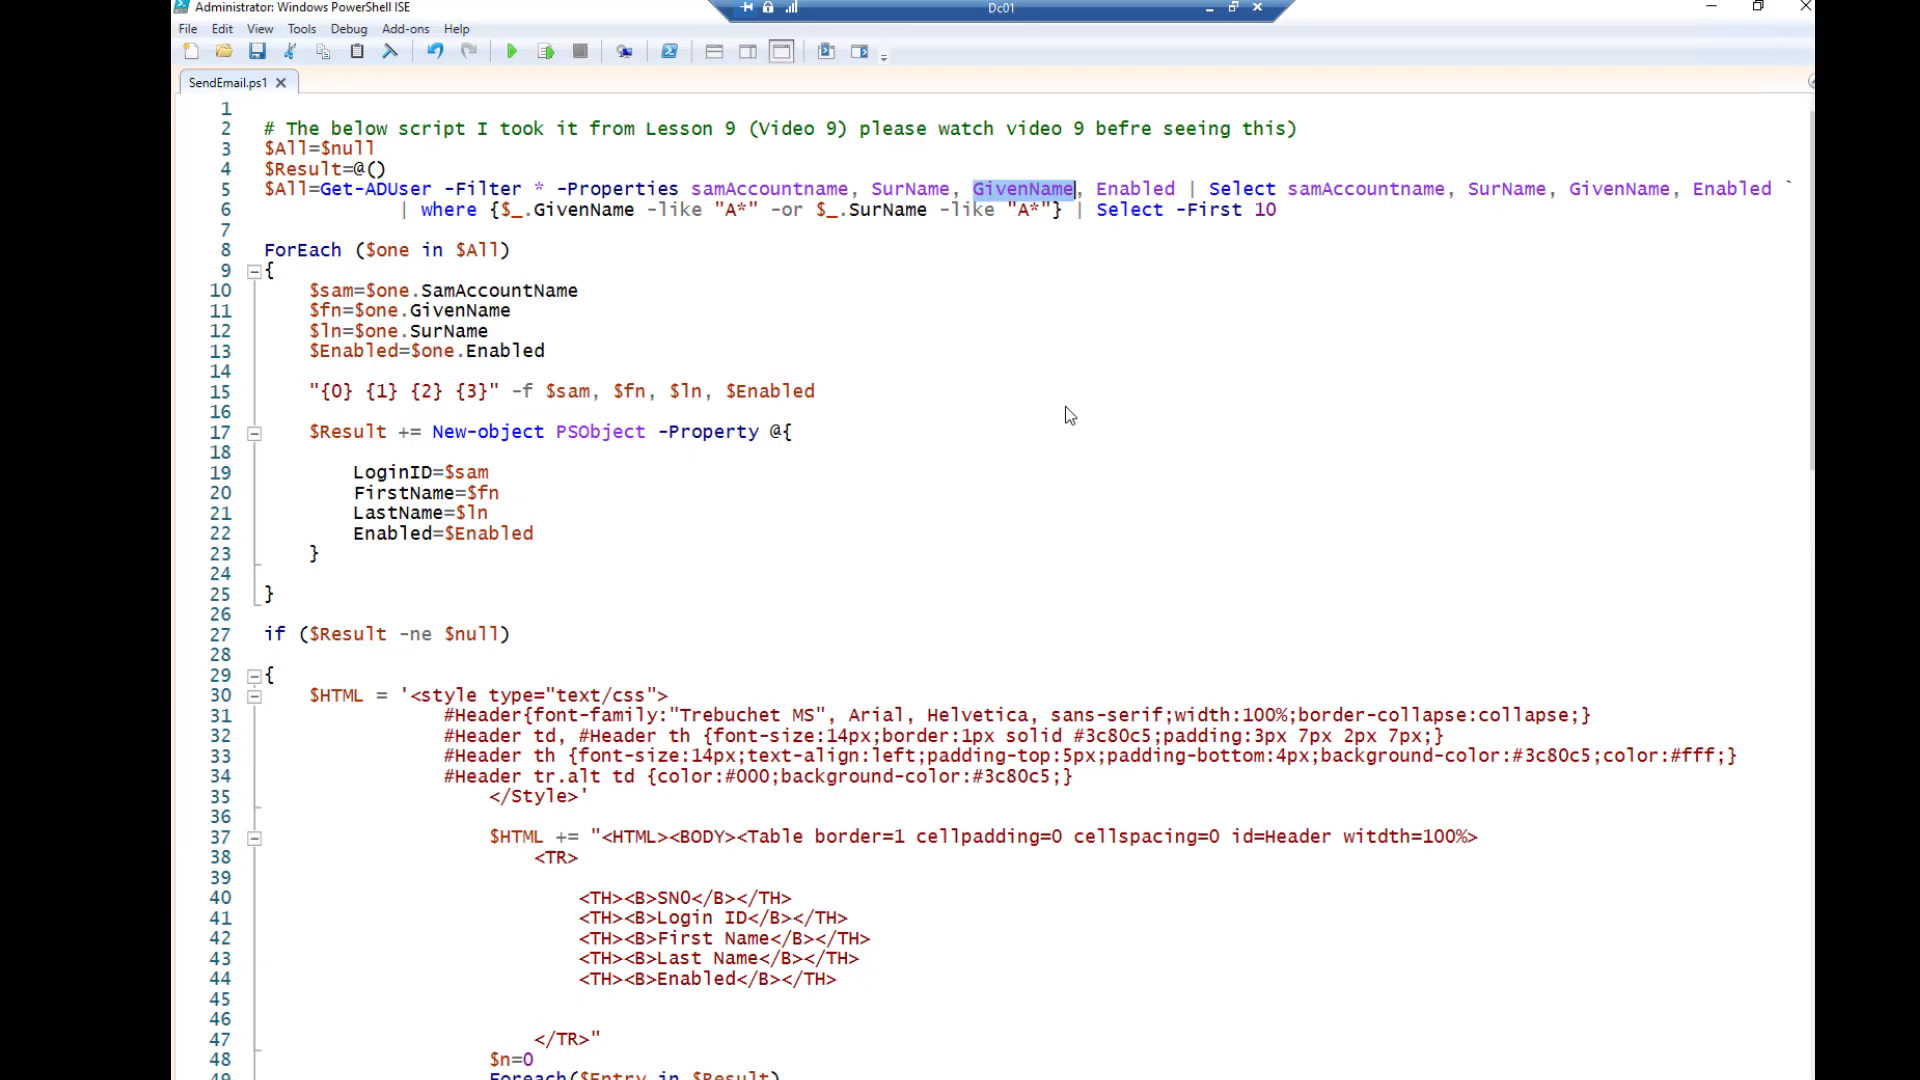 Administrator: Windows PowerShell ISE
Dc01
File Edit View Tools Debug Add-ons Help
SendEmail.ps1
1
2 # The below script I took it from Lesson 9 (Video 9) please watch video 9 befre seeing this)
3 $All=$null
4 $Result=@()
5 $All=Get-ADUser -Filter * -Properties samAccountname, SurName, GivenName, Enabled | Select samAccountname, SurName, GivenName, Enabled `
6 | where {$_.GivenName -like "A*" -or $_.SurName -like "A*"} | Select -First 10
7
8 ForEach ($one in $All)
9 {
10 $sam=$one.SamAccountName
11 $fn=$one.GivenName
12 $ln=$one.SurName
13 $Enabled=$one.Enabled
14
15 "{0} {1} {2} {3}" -f $sam, $fn, $ln, $Enabled
16
17 $Result += New-object PSObject -Property @{
18
19 LoginID=$sam
20 FirstName=$fn
21 LastName=$ln
22 Enabled=$Enabled
23 }
24
25 }
26
27 if ($Result -ne $null)
28
29 {
30 $HTML = '<style type="text/css">
31 #Header{font-family:"Trebuchet MS", Arial, Helvetica, sans-serif;width:100%;border-collapse:collapse;}
32 #Header td, #Header th {font-size:14px;border:1px solid #3c80c5;padding:3px 7px 2px 7px;}
33 #Header th {font-size:14px;text-align:left;padding-top:5px;padding-bottom:4px;background-color:#3c80c5;color:#fff;}
34 #Header tr.alt td {color:#000;background-color:#3c80c5;}
35 </Style>'
36
37 $HTML += "<HTML><BODY><Table border=1 cellpadding=0 cellspacing=0 id=Header witdth=100%>
38 <TR>
39
40 <TH><B>SNO</B></TH>
41 <TH><B>Login ID</B></TH>
42 <TH><B>First Name</B></TH>
43 <TH><B>Last Name</B></TH>
44 <TH><B>Enabled</B></TH>
45
46
47 </TR>"
48 $n=0
49 Foreach($Entry in $Result)